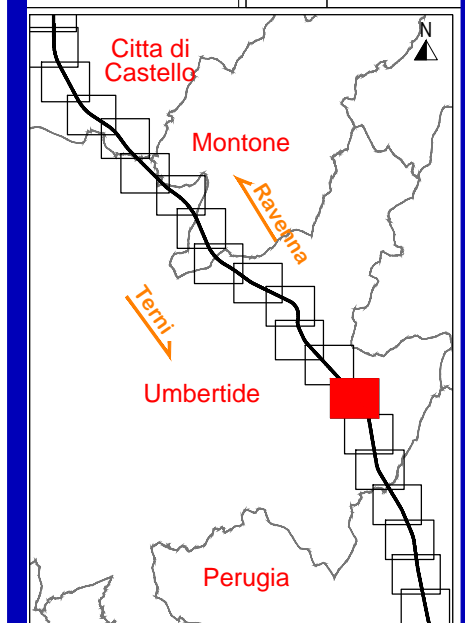 N
Citta di
Castello
Montone
Ravenna
Terni
Umbertide
Perugia